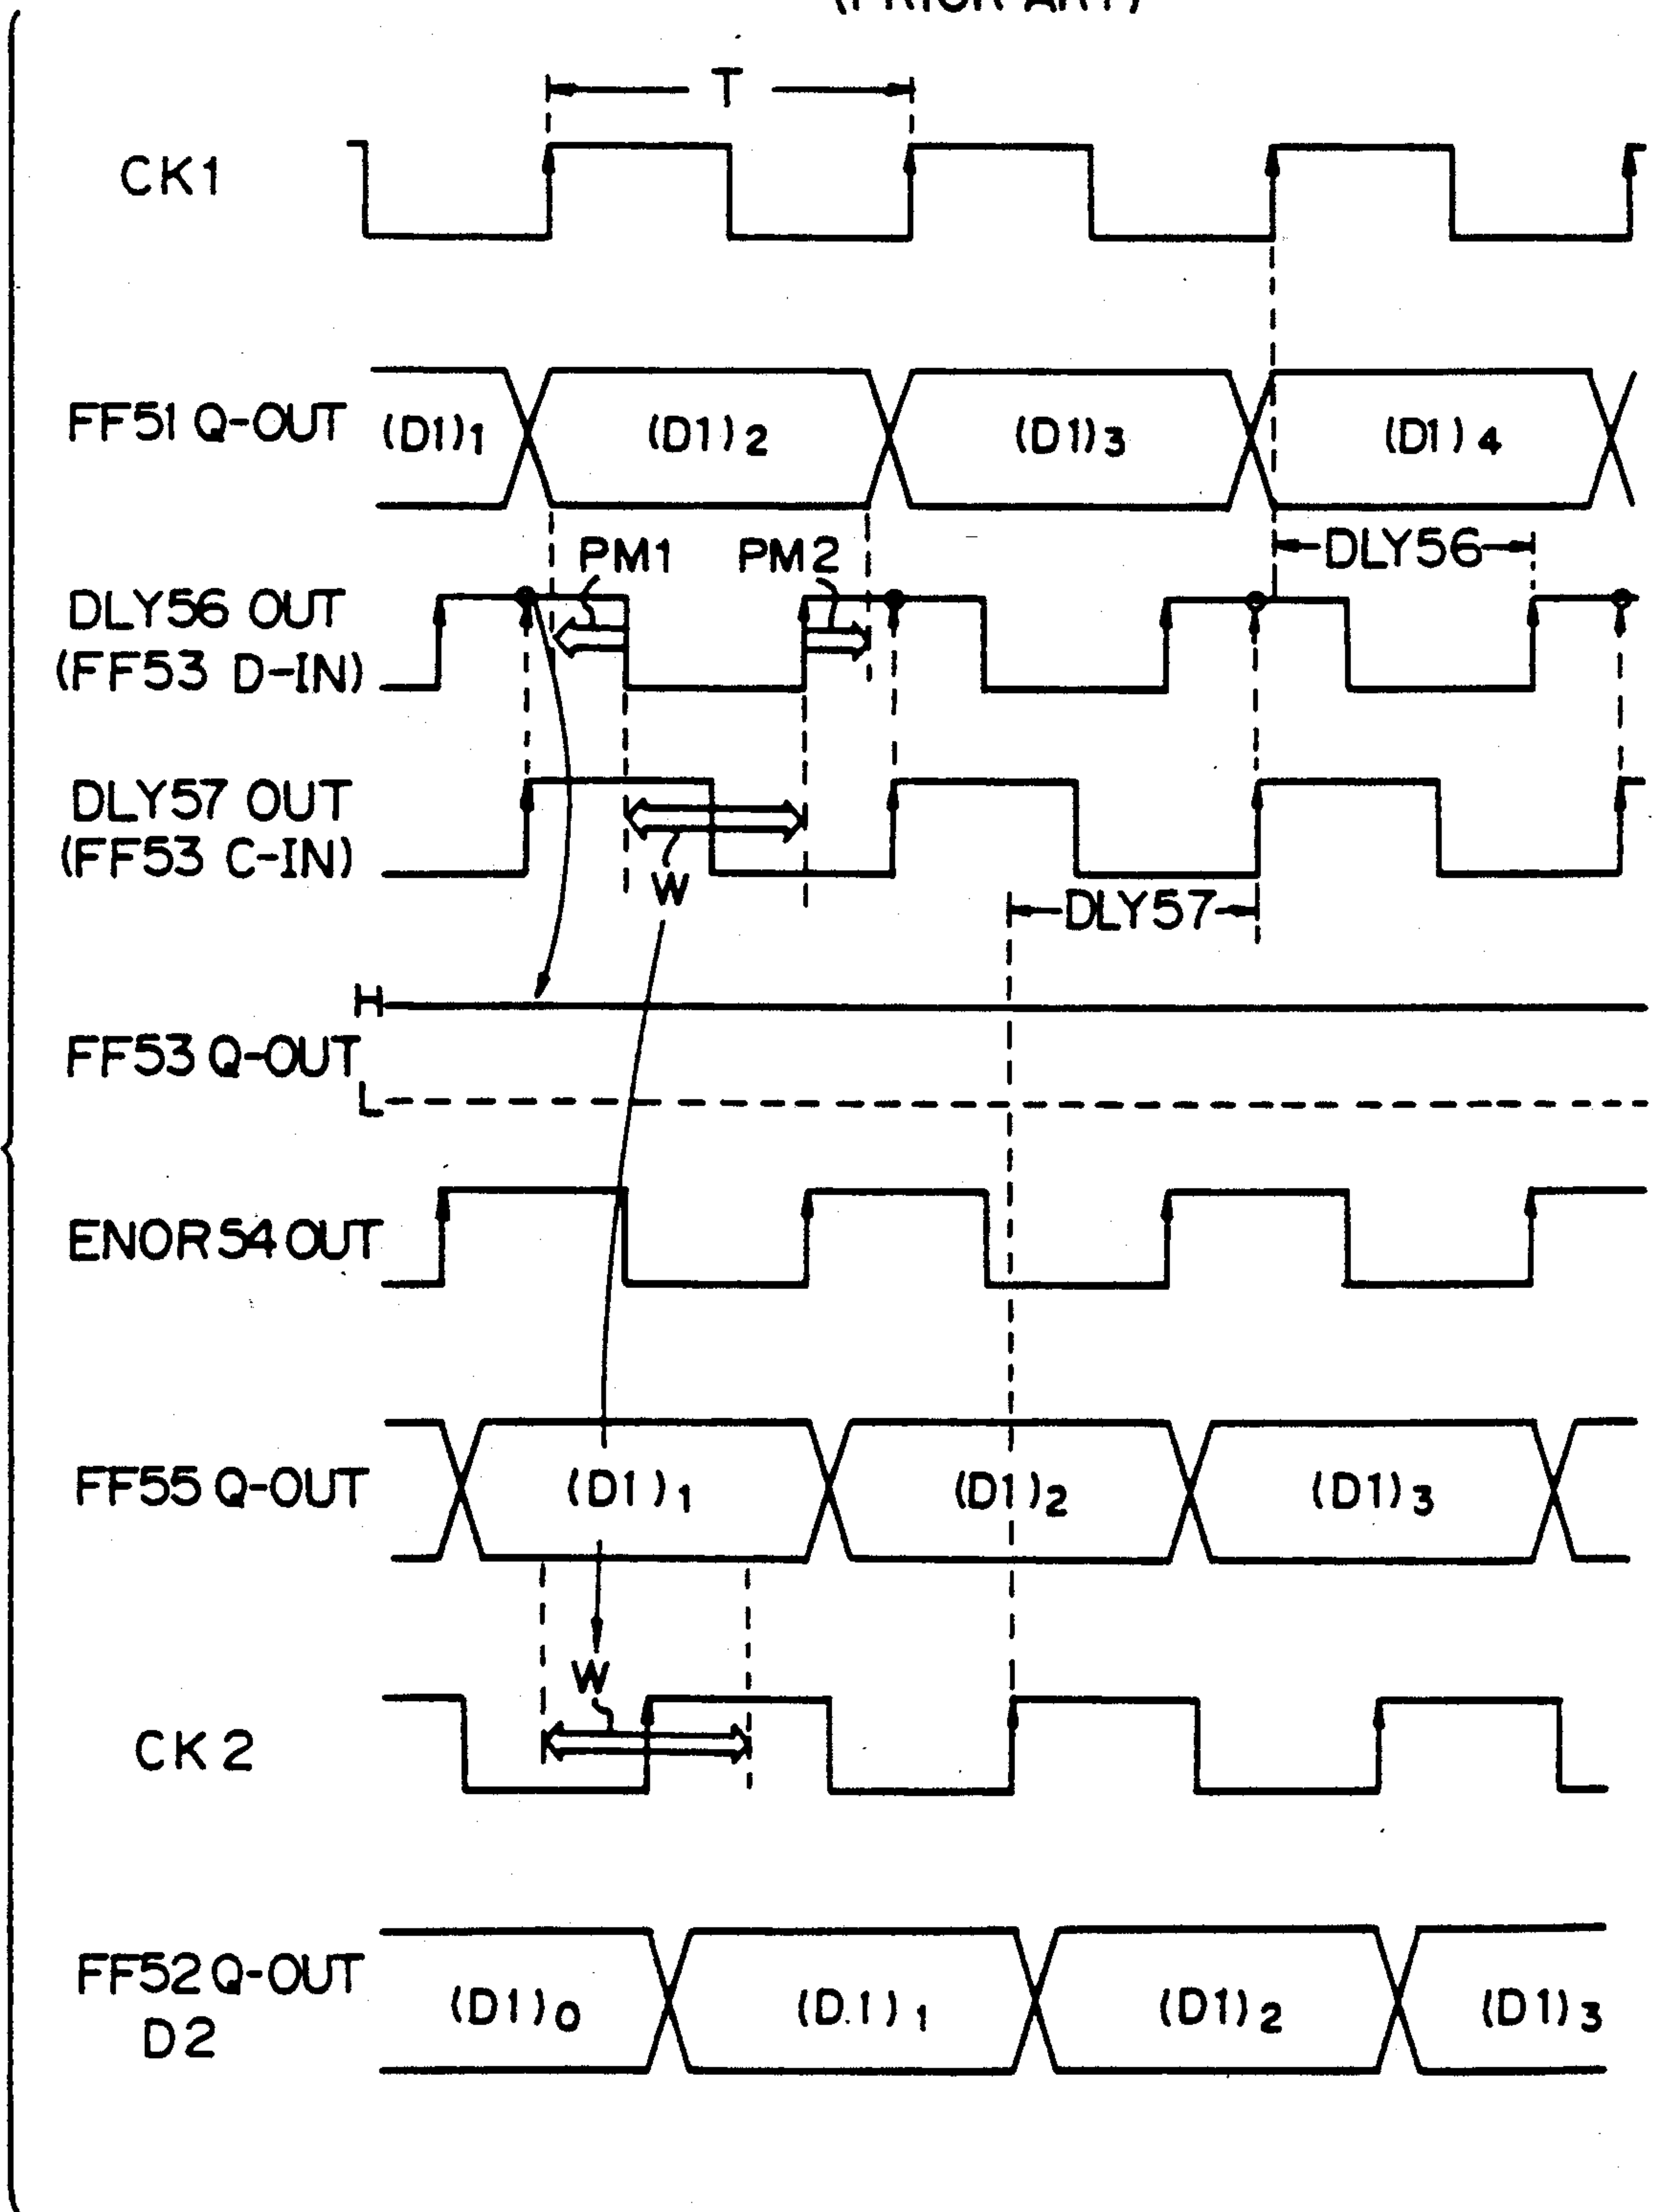 (PRIOR ART)
T
CK1
FF51 Q-OUT (D1)1 (D1)2 (D1)3 (D1)4
PM1 PM2 DLY56
DLY56 OUT
(FF53 D-IN)
DLY57 OUT
(FF53 C-IN)
W DLY57
H
FF53 Q-OUT
L
ENOR54 OUT
FF55 Q-OUT (D1)1 (D1)2 (D1)3
W
CK2
FF52 Q-OUT (D1)0 (D.1)1 (D1)2 (D1)3
D2